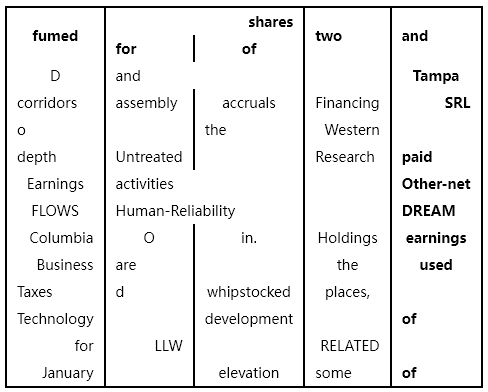 shares
fumed two and
for of
D and Tampa
corridors assembly accruals Financing SRL
o the Western
depth Untreated Research paid
Earnings activities Other-net
FLOWS Human-Reliability DREAM
Columbia O in. Holdings earnings
Business are the used
Taxes d whipstocked places,
Technology development of
for LLW RELATED
January elevation some of